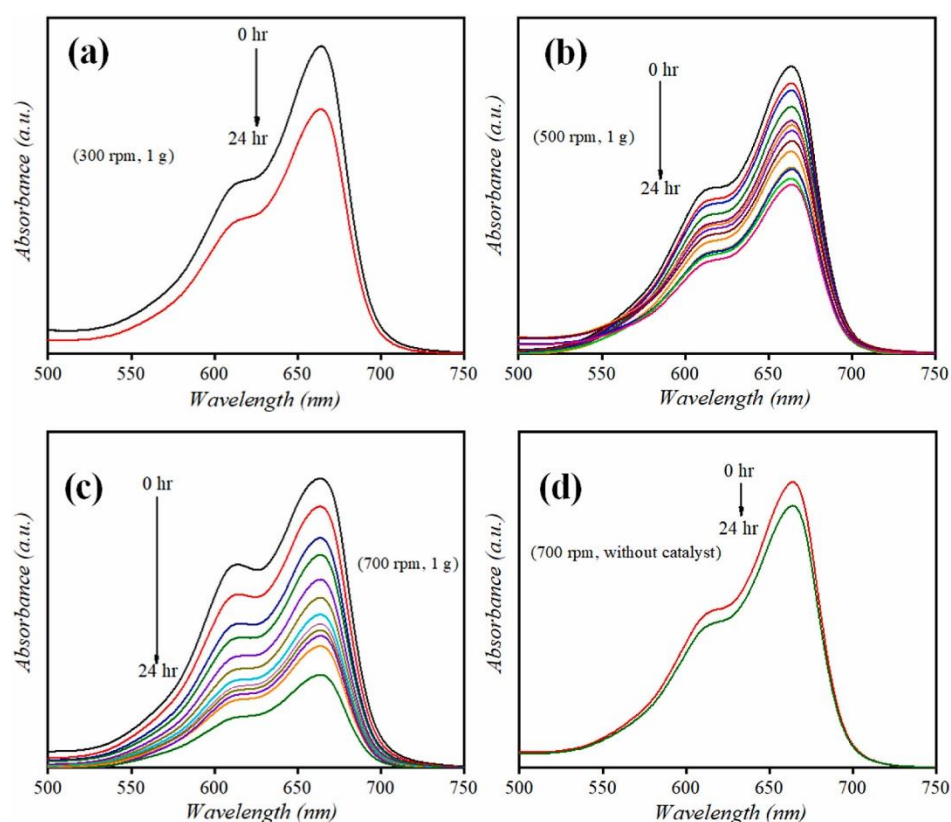 (a)
0 hr
24 hr
(300 rpm, 1 g)
Absorbance (a.u.)
500 550 600 650 700 750
Wavelength (nm)
(b)
0 hr
(500 rpm, 1 g)
24 hr
Absorbance (a.u.)
500 550 600 650 700 750
Wavelength (nm)
(c)
0 hr
(700 rpm, 1 g)
24 hr
Absorbance (a.u.)
500 550 600 650 700 750
Wavelength (nm)
(d)
0 hr
24 hr
(700 rpm, without catalyst)
Absorbance (a.u.)
500 550 600 650 700 750
Wavelength (nm)